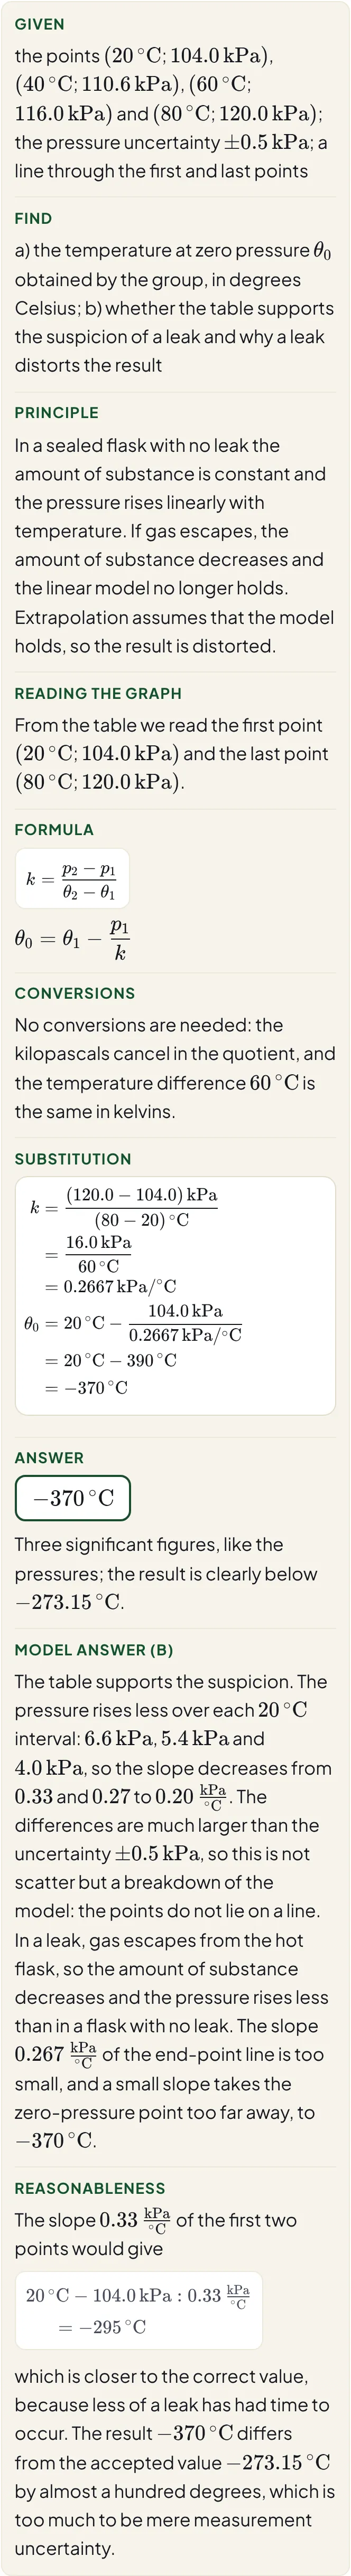 GIVEN
the points (20 °C; 104.0 kPa),
(40 °C; 110.6 kPa), (60 °C;
116.0 kPa) and (80 °C; 120.0 kPa);
the pressure uncertainty ±0.5 kPa; a
line through the first and last points
FIND
a) the temperature at zero pressure θ₀
obtained by the group, in degrees
Celsius; b) whether the table supports
the suspicion of a leak and why a leak
distorts the result
PRINCIPLE
In a sealed flask with no leak the
amount of substance is constant and
the pressure rises linearly with
temperature. If gas escapes, the
amount of substance decreases and
the linear model no longer holds.
Extrapolation assumes that the model
holds, so the result is distorted.
READING THE GRAPH
From the table we read the first point
(20 °C; 104.0 kPa) and the last point
(80 °C; 120.0 kPa).
FORMULA
k = (p₂ − p₁)/(θ₂ − θ₁)
θ₀ = θ₁ − p₁/k
CONVERSIONS
No conversions are needed: the
kilopascals cancel in the quotient, and
the temperature difference 60 °C is
the same in kelvins.
SUBSTITUTION
k = (120.0 − 104.0) kPa/(80 − 20) °C
= 16.0 kPa/60 °C
= 0.2667 kPa/°C
θ₀ = 20 °C − 104.0 kPa/0.2667 kPa/°C
= 20 °C − 390 °C
= −370 °C
ANSWER
−370 °C
Three significant figures, like the
pressures; the result is clearly below
−273.15 °C.
MODEL ANSWER (B)
The table supports the suspicion. The
pressure rises less over each 20 °C
interval: 6.6 kPa, 5.4 kPa and
4.0 kPa, so the slope decreases from
0.33 and 0.27 to 0.20 kPa/°C. The
differences are much larger than the
uncertainty ±0.5 kPa, so this is not
scatter but a breakdown of the
model: the points do not lie on a line.
In a leak, gas escapes from the hot
flask, so the amount of substance
decreases and the pressure rises less
than in a flask with no leak. The slope
0.267 kPa/°C of the end-point line is too
small, and a small slope takes the
zero-pressure point too far away, to
−370 °C.
REASONABLENESS
The slope 0.33 kPa/°C of the first two
points would give
20 °C − 104.0 kPa : 0.33 kPa/°C
= −295 °C
which is closer to the correct value,
because less of a leak has had time to
occur. The result −370 °C differs
from the accepted value −273.15 °C
by almost a hundred degrees, which is
too much to be mere measurement
uncertainty.